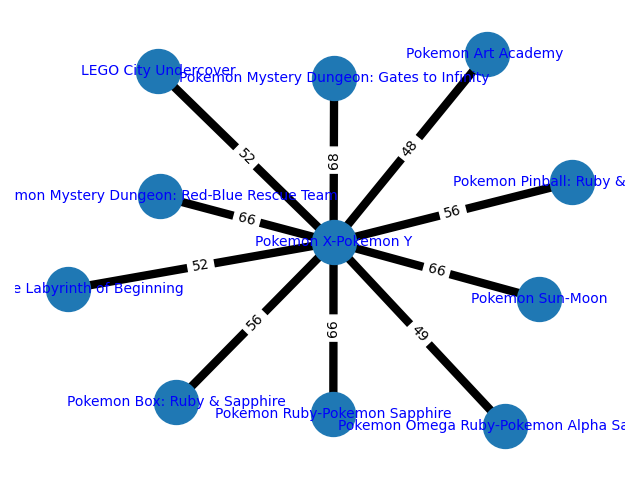 Pokemon Art Academy
LEGO City Undercover
Pokemon Mystery Dungeon: Gates to Infinity
48
52
68
Pokemon Pinball: Ruby &
mon Mystery Dungeon: Red-Blue Rescue Team
56
66
Pokemon X-Pokemon Y
52
66
e Labyrinth of Beginning
Pokemon Sun-Moon
56
66
49
Pokemon Box: Ruby & Sapphire
Pokemon Ruby-Pokemon Sapphire
Pokemon Omega Ruby-Pokemon Alpha Sa